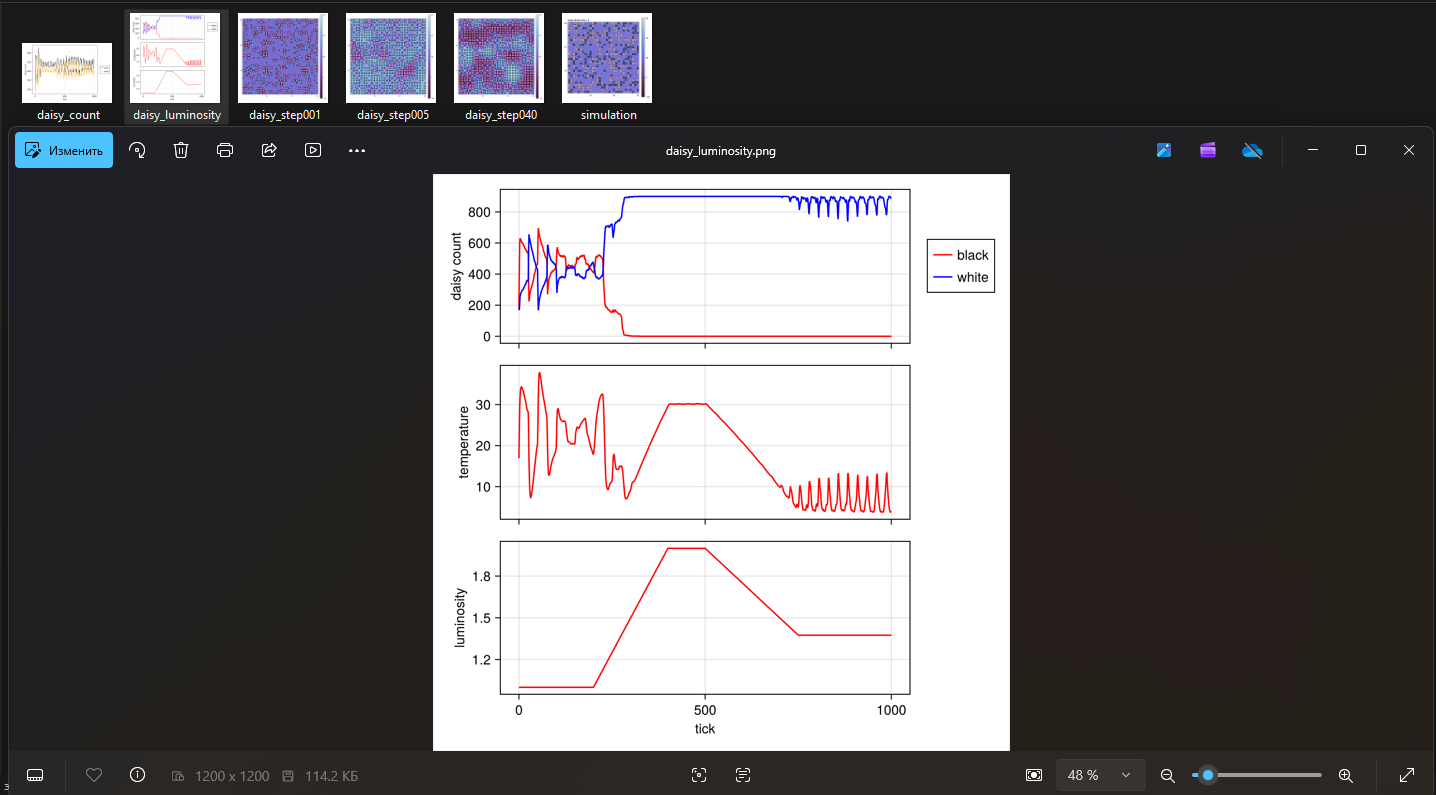 daisy_count
daisy_luminosity
daisy_step001
daisy_step005
daisy_step040
simulation
Изменить
daisy_luminosity.png
800
600
400
200
0
daisy count
black
white
30
20
10
temperature
1.8
1.5
1.2
luminosity
0
500
1000
tick
1200 x 1200
114.2 КБ
48 %